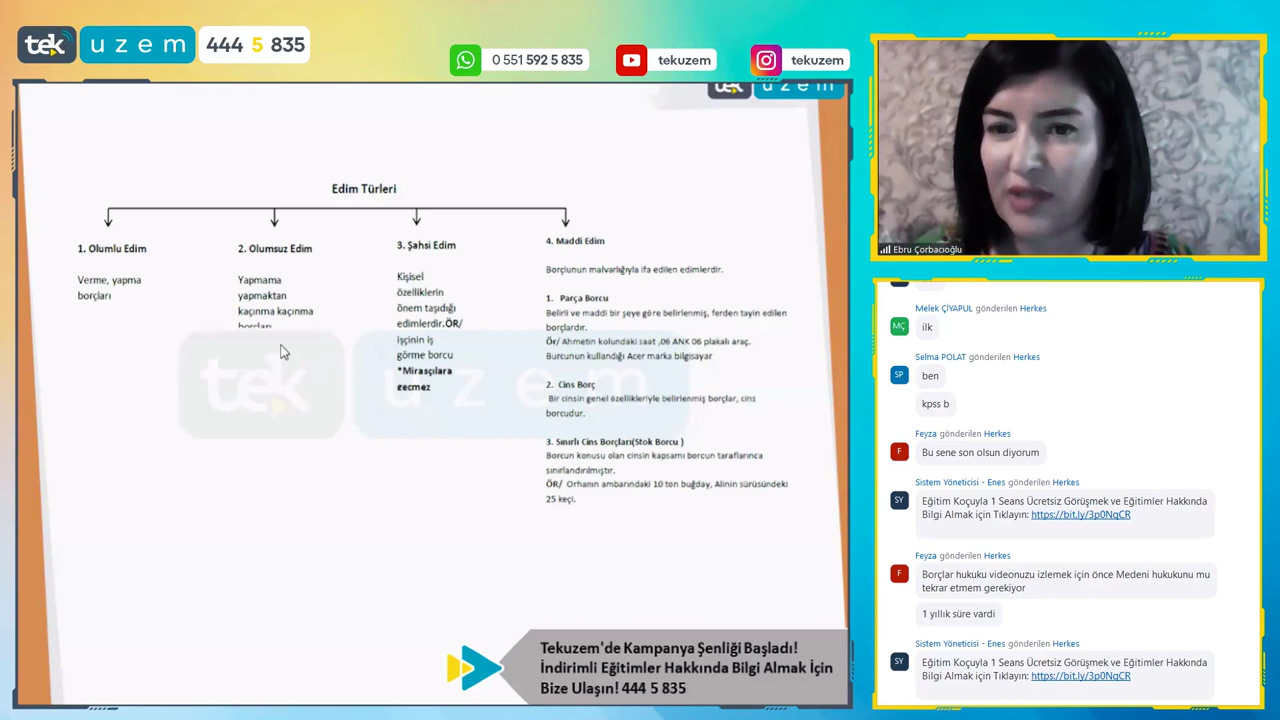 tek uzem 444 5 835
0 551 592 5 835
tekuzem
tekuzem
tek uzem
Edim Türleri
1. Olumlu Edim
Verme, yapma
borçları
2. Olumsuz Edim
Yapmama
yapmaktan
kaçınma kaçınma
borçları
3. Şahsi Edim
Kişisel
özelliklerin
önem taşıdığı
edimlerdir.ÖR/
işçinin iş
görme borcu
*Mirasçılara
geçmez
4. Maddi Edim
Borçlunun malvarlığıyla ifa edilen edimlerdir.
1. Parça Borcu
Belirli ve maddi bir şeye göre belirlenmiş, ferden tayin edilen
borçlardır.
Ör/ Ahmetin kolundaki saat ,06 ANK 06 plakalı araç.
Burcunun kullandığı Acer marka bilgisayar
2. Cins Borç
Bir cinsin genel özellikleriyle belirlenmiş borçlar, cins
borcudur.
3. Sınırlı Cins Borçları(Stok Borcu )
Borcun konusu olan cinsin kapsamı borcun taraflarınca
sınırlandırılmıştır.
ÖR/ Orhanın ambarındaki 10 ton buğday, Alinin sürüsündeki
25 keçi.
tek uzem
Tekuzem'de Kampanya Şenliği Başladı!
İndirimli Eğitimler Hakkında Bilgi Almak İçin
Bize Ulaşın! 444 5 835
Ebru Çorbacıoğlu
Melek ÇİYAPUL gönderilen Herkes
MÇ
ilk
Selma POLAT gönderilen Herkes
SP
ben
kpss b
Feyza gönderilen Herkes
F
Bu sene son olsun diyorum
Sistem Yöneticisi - Enes gönderilen Herkes
SY
Eğitim Koçuyla 1 Seans Ücretsiz Görüşmek ve Eğitimler Hakkında
Bilgi Almak için Tıklayın: https://bit.ly/3p0NqCR
Feyza gönderilen Herkes
F
Borçlar hukuku videonuzu izlemek için önce Medeni hukukunu mu
tekrar etmem gerekiyor
1 yıllık süre vardi
Sistem Yöneticisi - Enes gönderilen Herkes
SY
Eğitim Koçuyla 1 Seans Ücretsiz Görüşmek ve Eğitimler Hakkında
Bilgi Almak için Tıklayın: https://bit.ly/3p0NqCR